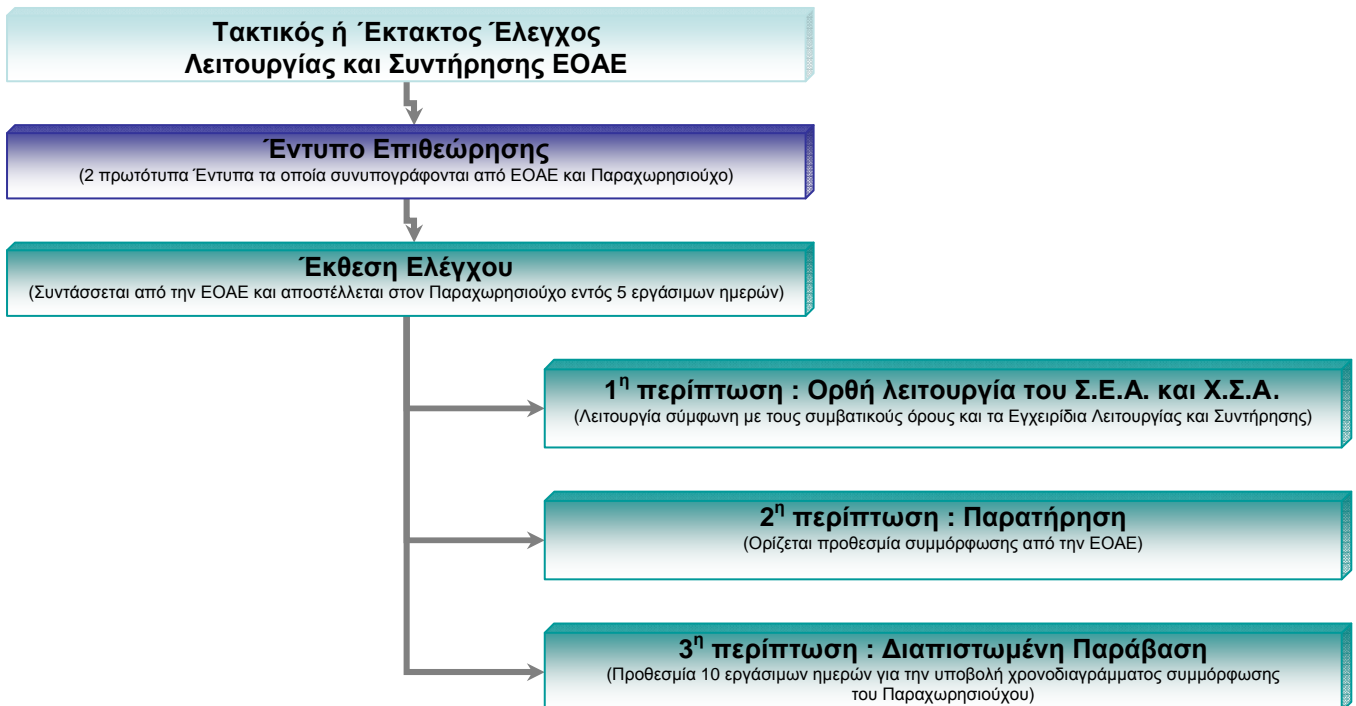 Τακτικός ή Έκτακτος Έλεγχος
Λειτουργίας και Συντήρησης ΕΟΑΕ
Έντυπο Επιθεώρησης
(2 πρωτότυπα Έντυπα τα οποία συνυπογράφονται από ΕΟΑΕ και Παραχωρησιούχο)
Έκθεση Ελέγχου
(Συντάσσεται από την ΕΟΑΕ και αποστέλλεται στον Παραχωρησιούχο εντός 5 εργάσιμων ημερών)
1η περίπτωση : Ορθή λειτουργία του Σ.Ε.Α. και Χ.Σ.Α.
(Λειτουργία σύμφωνη με τους συμβατικούς όρους και τα Εγχειρίδια Λειτουργίας και Συντήρησης)
2η περίπτωση : Παρατήρηση
(Ορίζεται προθεσμία συμμόρφωσης από την ΕΟΑΕ)
3η περίπτωση : Διαπιστωμένη Παράβαση
(Προθεσμία 10 εργάσιμων ημερών για την υποβολή χρονοδιαγράμματος συμμόρφωσης
του Παραχωρησιούχου)